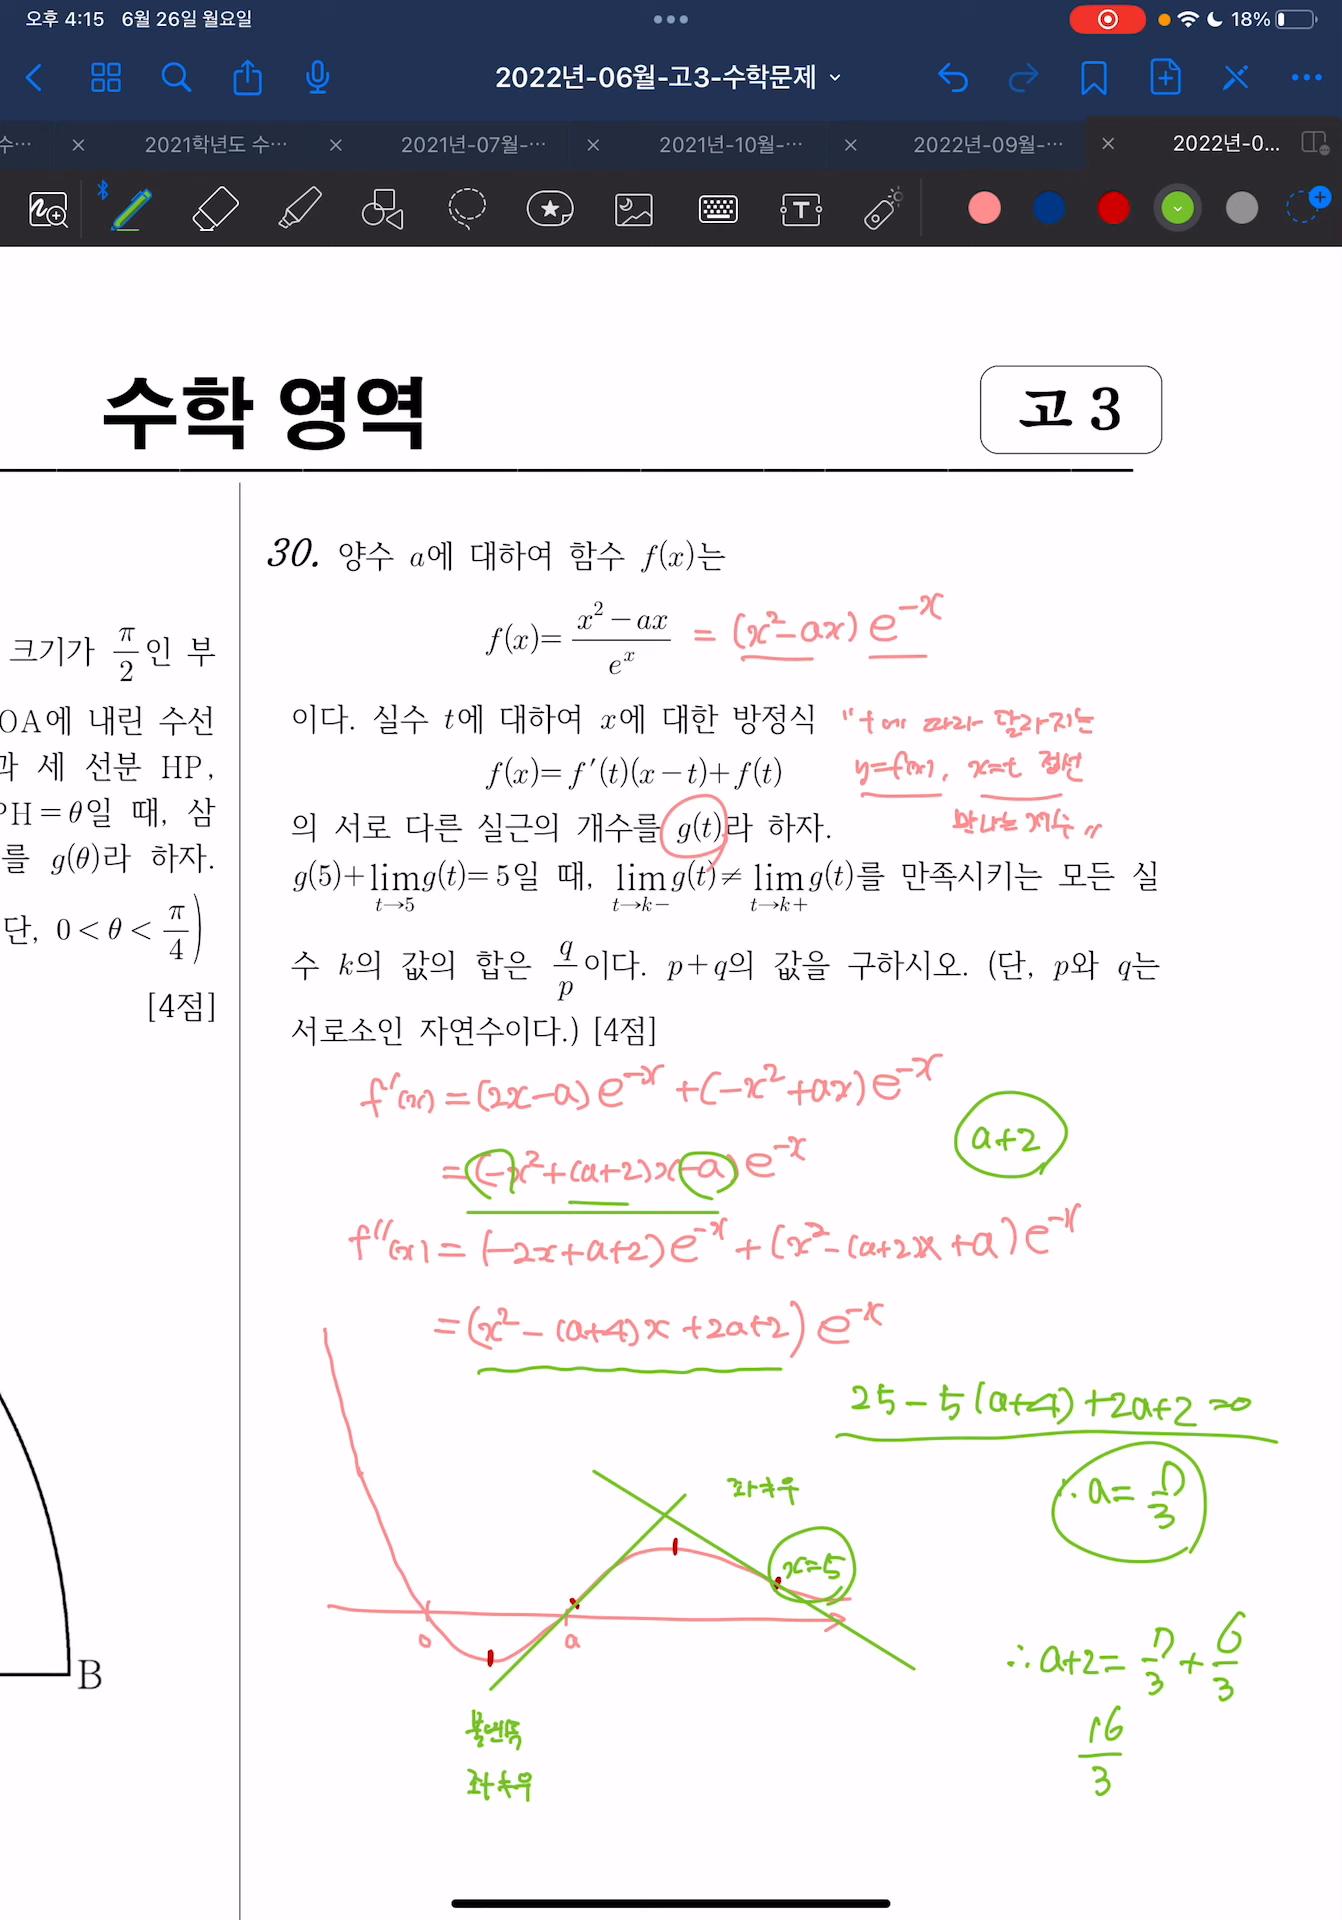 오후 4:15 6월 26일 월요일
18%
2022년-06월-고3-수학문제
수…
2021학년도 수…
2021년-07월-…
2021년-10월-…
2022년-09월-…
2022년-0...
수학 영역
고 3
크기가 π/2인 부
OA에 내린 수선
과 세 선분 HP,
PH=θ일 때, 삼
를 g(θ)라 하자.
단, 0<θ<π/4)
[4점]
B
30. 양수 a에 대하여 함수 f(x)는
f(x)=(x²-ax)/eˣ = (x²-ax)e^{-x}
이다. 실수 t에 대하여 x에 대한 방정식
"t에 따라 달라지는
f(x)=f′(t)(x-t)+f(t)
y=f(x), x=t 접선
의 서로 다른 실근의 개수를 g(t)라 하자.
만나는 개수"
g(5)+lim_{t→5} g(t)=5일 때, lim_{t→k-} g(t)≠lim_{t→k+} g(t)를 만족시키는 모든 실
수 k의 값의 합은 q/p이다. p+q의 값을 구하시오. (단, p와 q는
서로소인 자연수이다.) [4점]
f′(x)=(2x-a)e^{-x}+(-x²+ax)e^{-x}
=(-x²+(a+2)x-a)e^{-x}
a+2
f″(x)=(-2x+a+2)e^{-x}+(x²-(a+2)x+a)e^{-x}
=(x²-(a+4)x+2a+2)e^{-x}
25-5(a+4)+2a+2=0
∴a=7/3
x=5
0
a
∴a+2=7/3+6/3
16/3